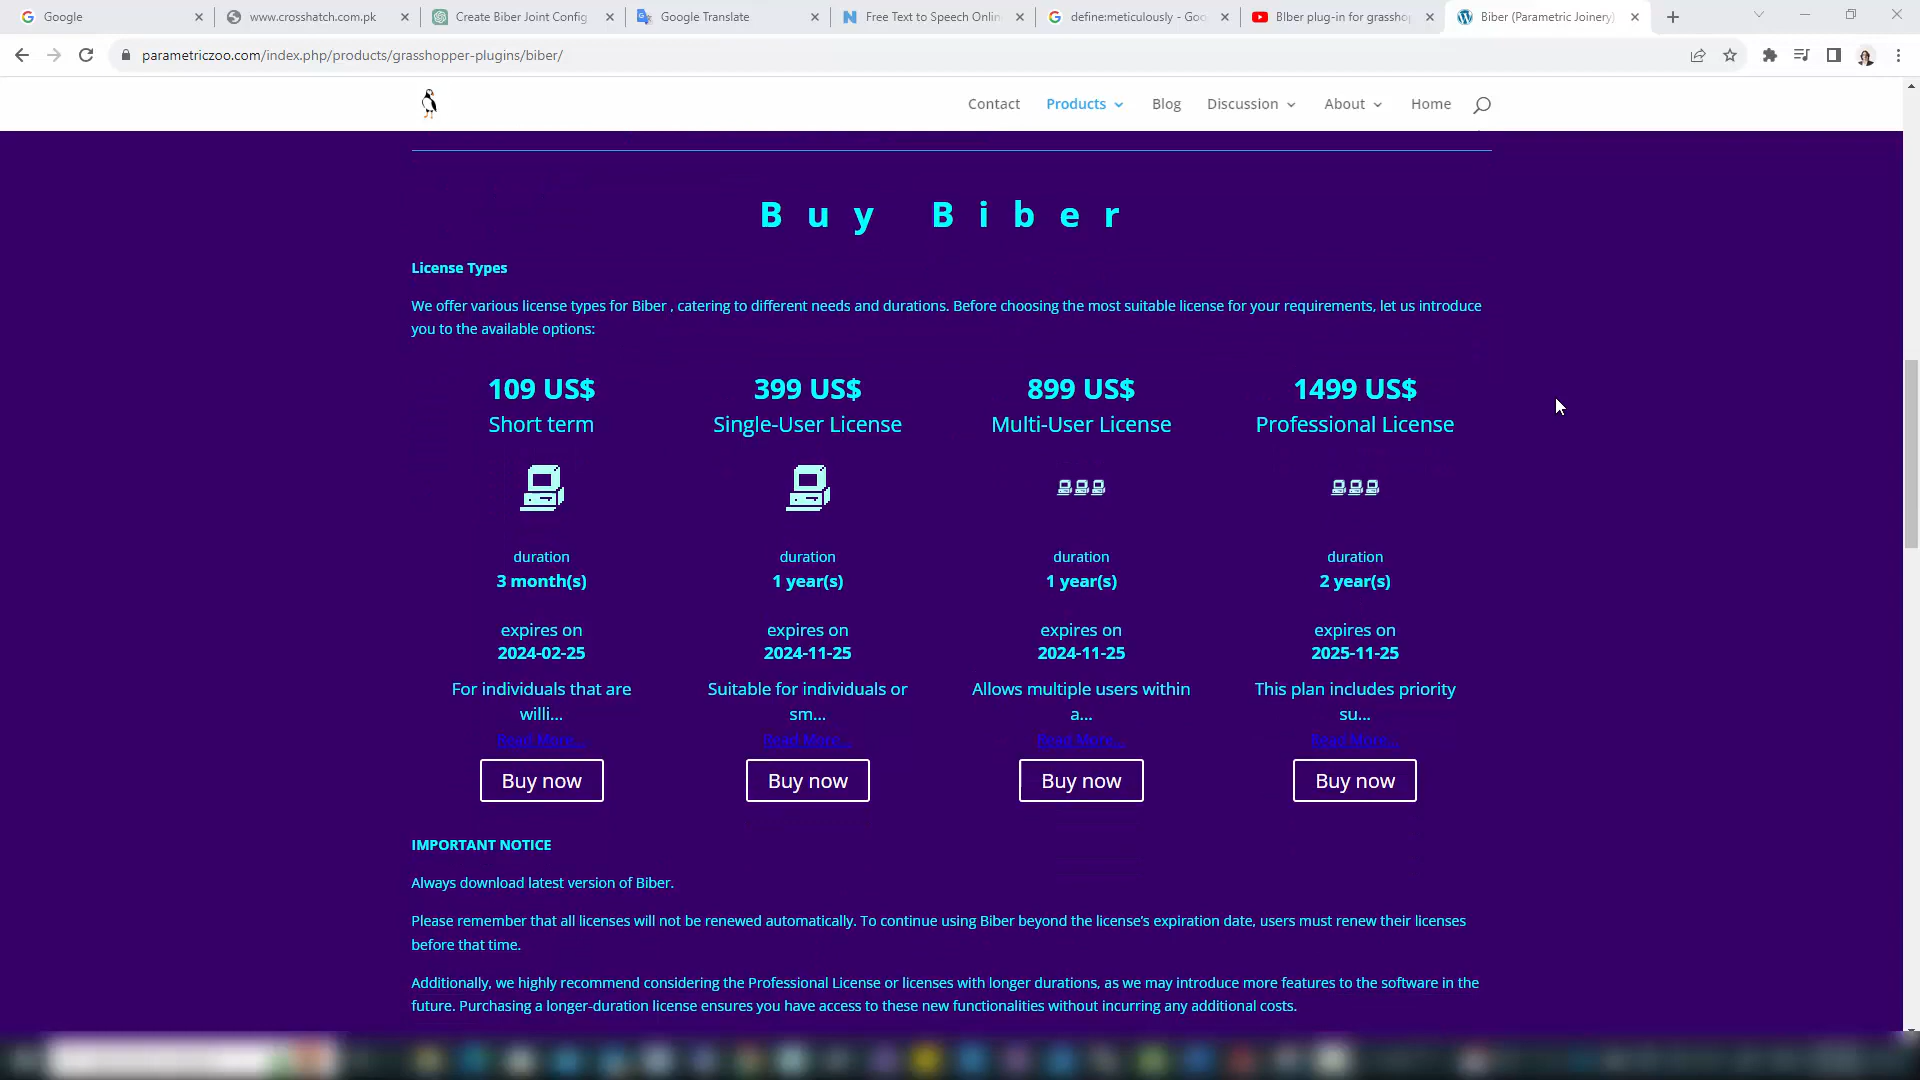 Google
www.crosshatch.com.pk
Create Biber Joint Config
Google Translate
Free Text to Speech Onlin
define:meticulously - Goo
BIber plug-in for grasshop
Biber (Parametric Joinery)
parametriczoo.com/index.php/products/grasshopper-plugins/biber/
Contact
Products
Blog
Discussion
About
Home
Buy Biber
License Types
We offer various license types for Biber , catering to different needs and durations. Before choosing the most suitable license for your requirements, let us introduce
you to the available options:
109 US$
Short term
duration
3 month(s)
expires on
2024-02-25
For individuals that are
willi...
Read More...
Buy now
399 US$
Single-User License
duration
1 year(s)
expires on
2024-11-25
Suitable for individuals or
sm...
Read More...
Buy now
899 US$
Multi-User License
duration
1 year(s)
expires on
2024-11-25
Allows multiple users within
a...
Read More...
Buy now
1499 US$
Professional License
duration
2 year(s)
expires on
2025-11-25
This plan includes priority
su...
Read More...
Buy now
IMPORTANT NOTICE
Always download latest version of Biber.
Please remember that all licenses will not be renewed automatically. To continue using Biber beyond the license's expiration date, users must renew their licenses
before that time.
Additionally, we highly recommend considering the Professional License or licenses with longer durations, as we may introduce more features to the software in the
future. Purchasing a longer-duration license ensures you have access to these new functionalities without incurring any additional costs.